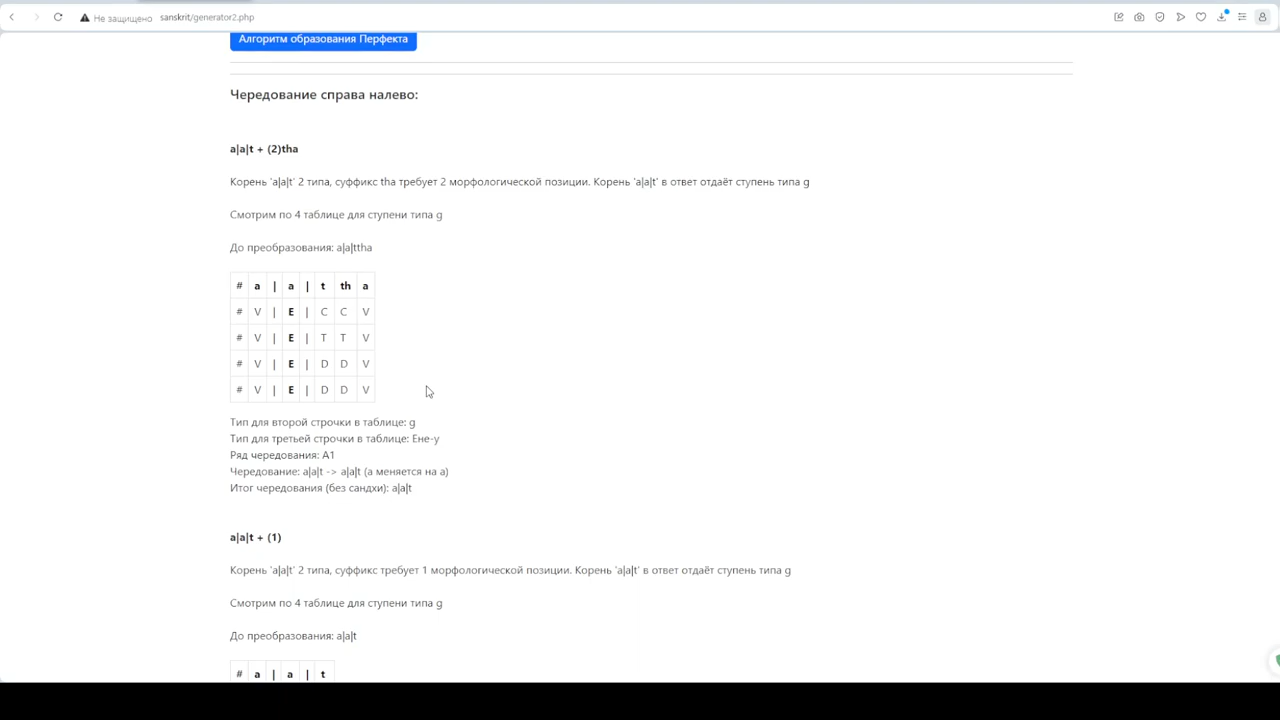 Не защищено sanskrit/generator2.php
Алгоритм образования Перфекта
Чередование справа налево:
a|a|t + (2)tha
Корень 'a|a|t' 2 типа, суффикс tha требует 2 морфологической позиции. Корень 'a|a|t' в ответ отдаёт ступень типа g
Смотрим по 4 таблице для ступени типа g
До преобразования: a|a|ttha
# a | a | t th a
# V | E | C C V
# V | E | T T V
# V | E | D D V
# V | E | D D V
Тип для второй строчки в таблице: g
Тип для третьей строчки в таблице: Ене-у
Ряд чередования: A1
Чередование: a|a|t -> a|a|t (a меняется на a)
Итог чередования (без сандхи): a|a|t
a|a|t + (1)
Корень 'a|a|t' 2 типа, суффикс требует 1 морфологической позиции. Корень 'a|a|t' в ответ отдаёт ступень типа g
Смотрим по 4 таблице для ступени типа g
До преобразования: a|a|t
# a | a | t